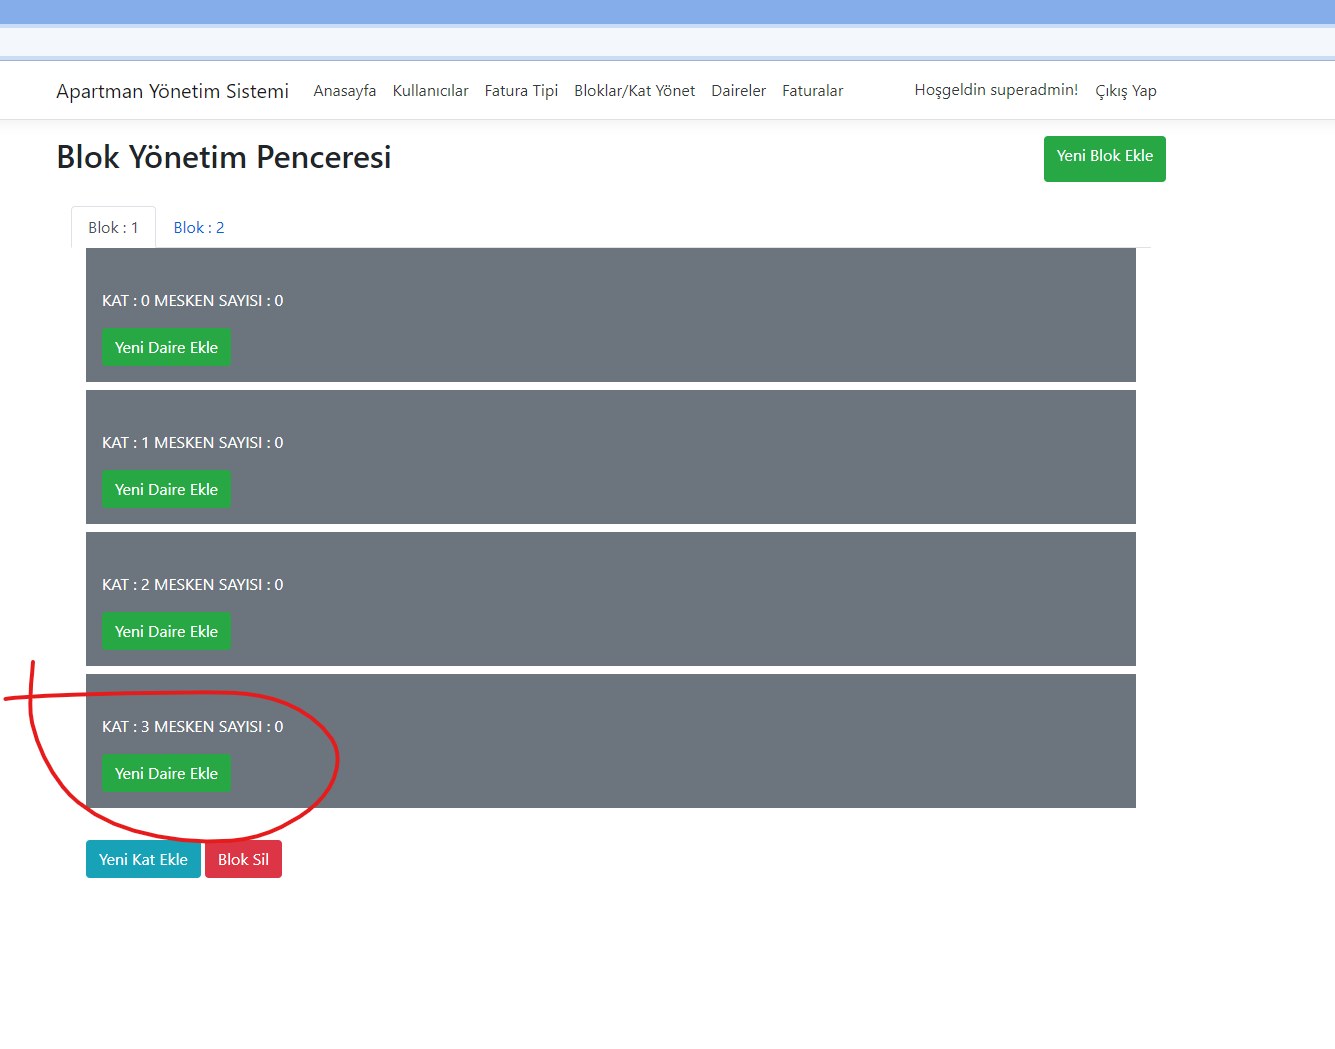 Apartman Yönetim Sistemi Anasayfa Kullanıcılar Fatura Tipi Bloklar/Kat Yönet Daireler Faturalar Hoşgeldin superadmin! Çıkış Yap
Blok Yönetim Penceresi Yeni Blok Ekle
Blok : 1 Blok : 2
KAT : 0 MESKEN SAYISI : 0
Yeni Daire Ekle
KAT : 1 MESKEN SAYISI : 0
Yeni Daire Ekle
KAT : 2 MESKEN SAYISI : 0
Yeni Daire Ekle
KAT : 3 MESKEN SAYISI : 0
Yeni Daire Ekle
Yeni Kat Ekle Blok Sil